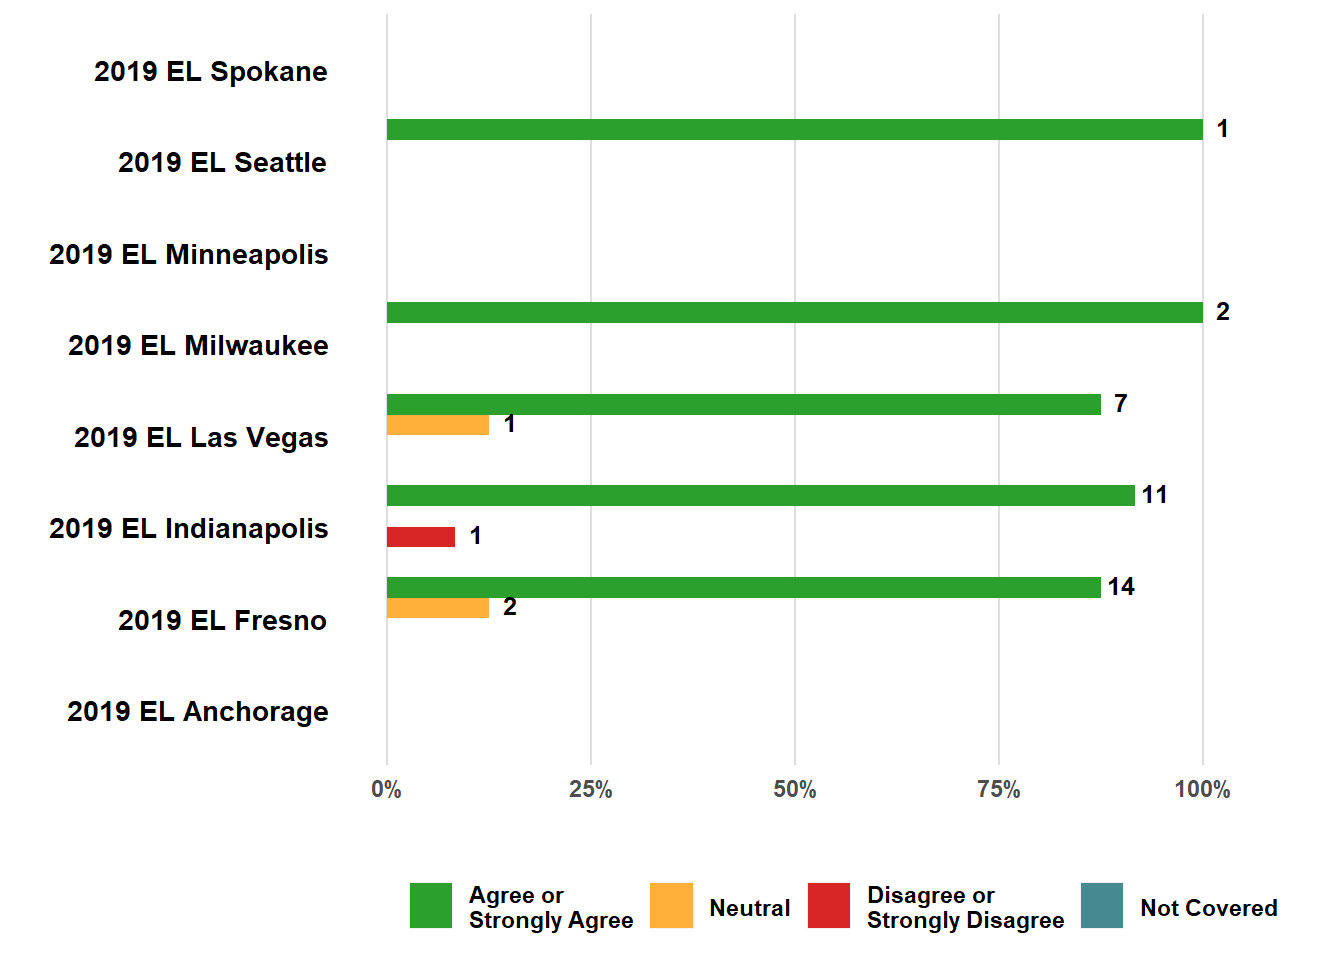 2019 EL Spokane
1
2019 EL Seattle
2019 EL Minneapolis
2
2019 EL Milwaukee
7
1
2019 EL Las Vegas
11
2019 EL Indianapolis
1
14
2
2019 EL Fresno
2019 EL Anchorage
0% 25% 50% 75% 100%
Agree or
Strongly Agree
Neutral
Disagree or
Strongly Disagree
Not Covered